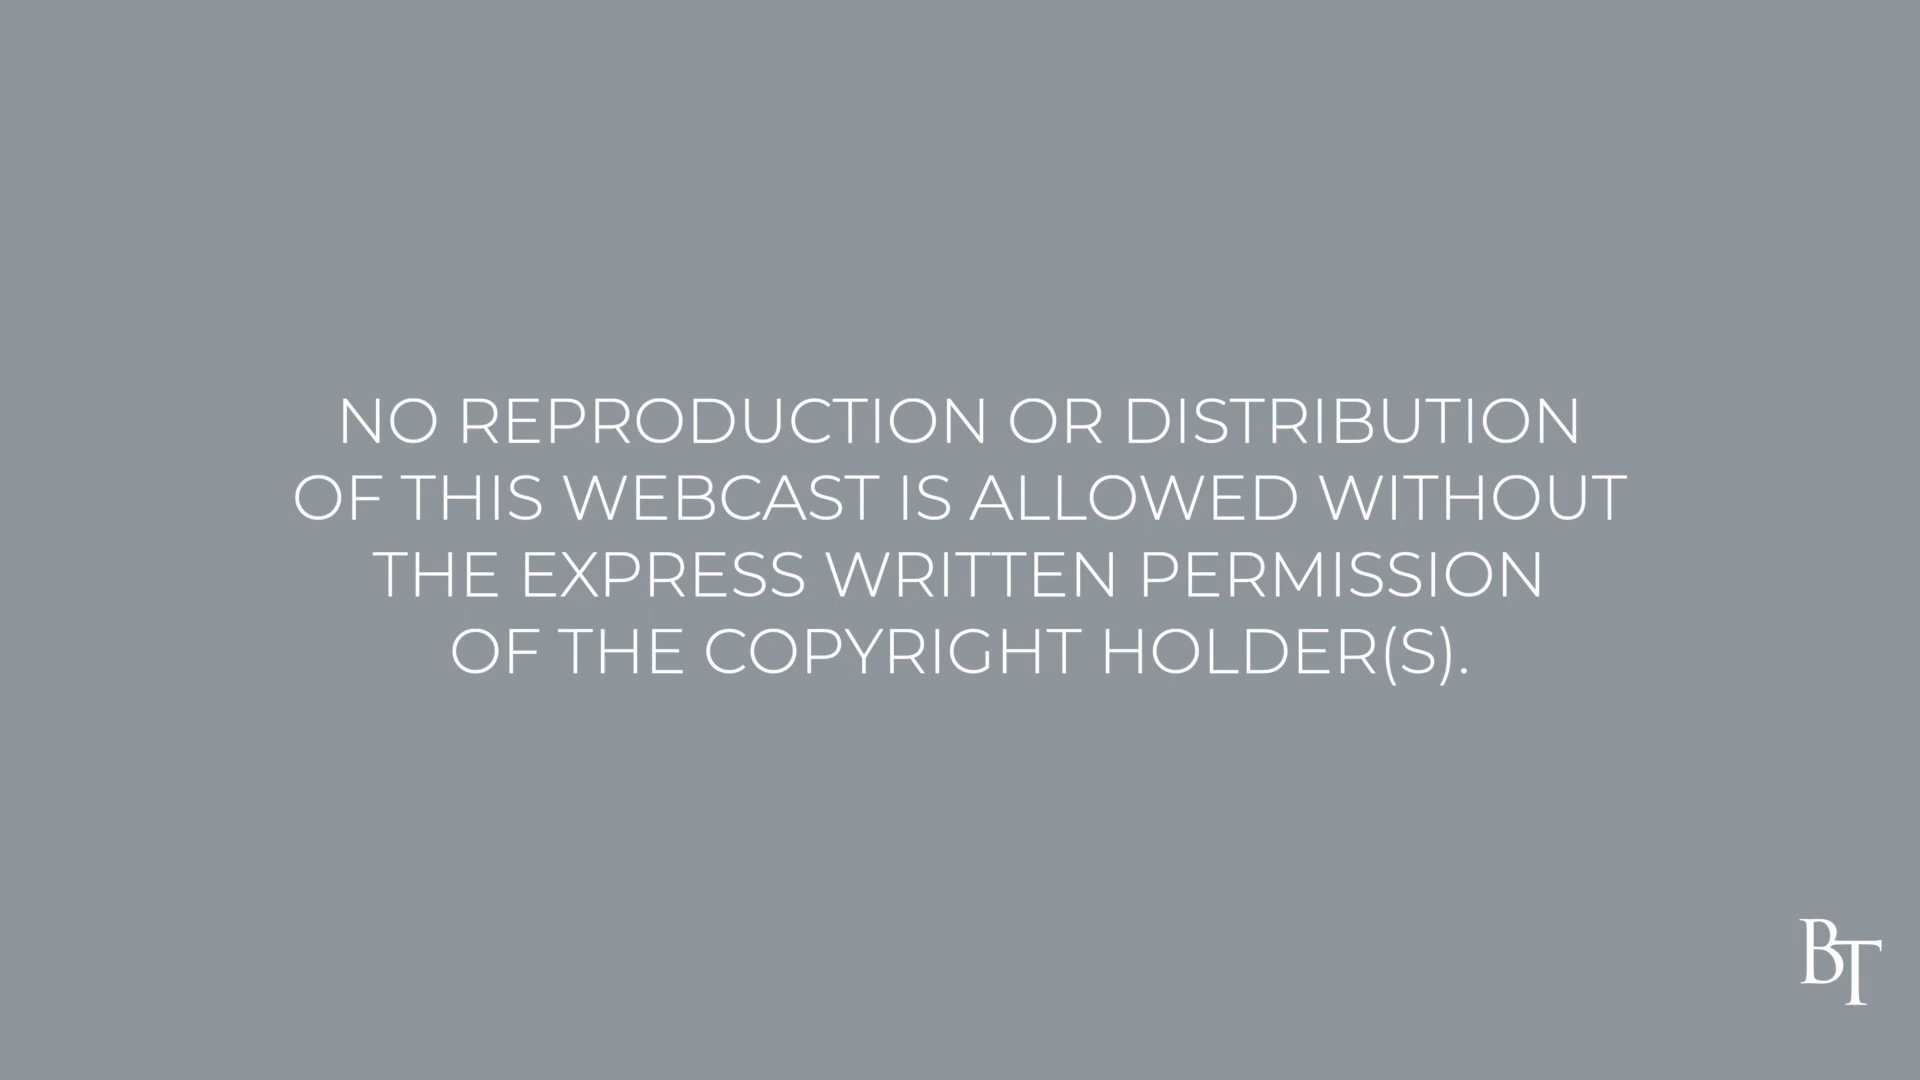 NO REPRODUCTION OR DISTRIBUTION
OF THIS WEBCAST IS ALLOWED WITHOUT
THE EXPRESS WRITTEN PERMISSION
OF THE COPYRIGHT HOLDER(S).
BT